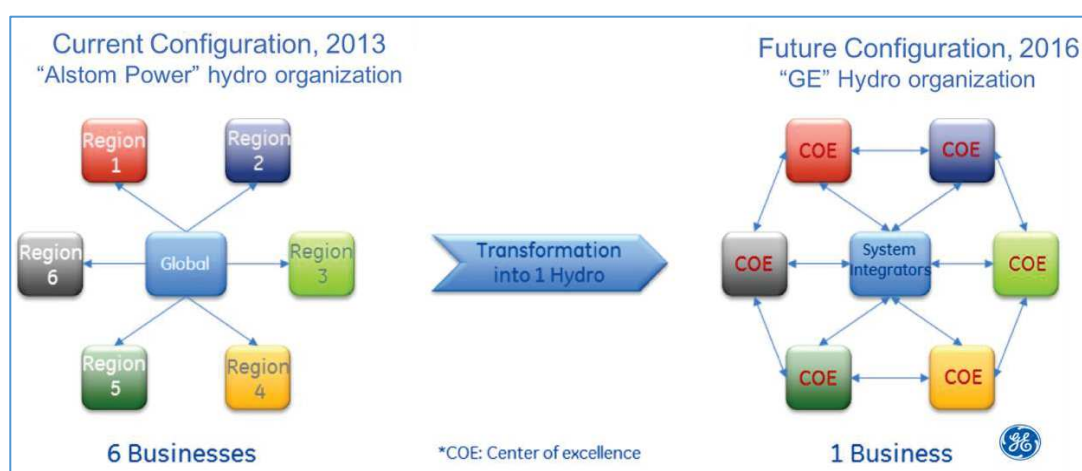 Current Configuration, 2013
“Alstom Power” hydro organization
Region
1
Region
2
Region
6
Global
Region
3
Region
5
Region
4
6 Businesses
Transformation
into 1 Hydro
*COE: Center of excellence
Future Configuration, 2016
“GE” Hydro organization
COE
COE
COE
System
Integrators
COE
COE
COE
1 Business
GE